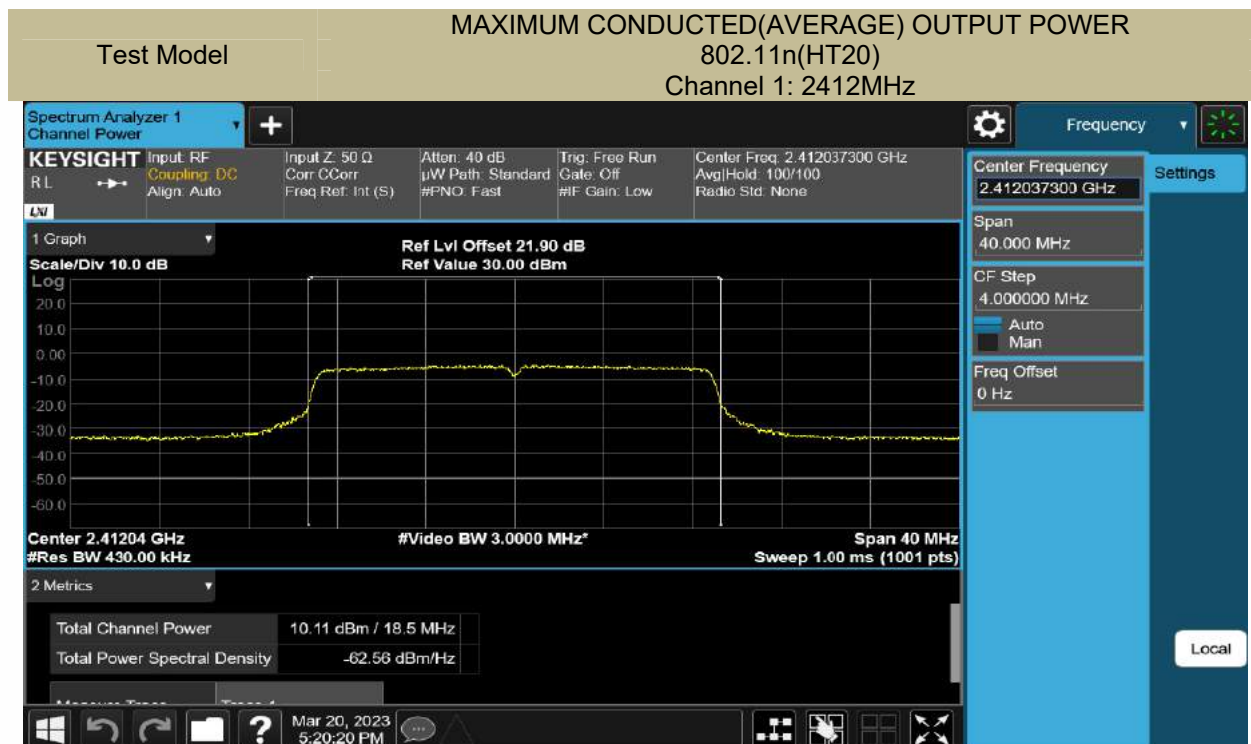 Test Model
MAXIMUM CONDUCTED(AVERAGE) OUTPUT POWER
802.11n(HT20)
Channel 1: 2412MHz
Spectrum Analyzer 1
Channel Power
+
Frequency
KEYSIGHT
RL
LXI
Input: RF
Coupling: DC
Align: Auto
Input Z: 50 Ω
Corr CCorr
Freq Ref: Int (S)
Atten: 40 dB
µW Path: Standard
#PNO: Fast
Trig: Free Run
Gate: Off
#IF Gain: Low
Center Freq: 2.412037300 GHz
Avg|Hold: 100/100
Radio Std: None
Center Frequency
2.412037300 GHz
Settings
Span
40.000 MHz
CF Step
4.000000 MHz
Auto
Man
Freq Offset
0 Hz
1 Graph
Scale/Div 10.0 dB
Ref Lvl Offset 21.90 dB
Ref Value 30.00 dBm
Log
20.0
10.0
0.00
-10.0
-20.0
-30.0
-40.0
-50.0
-60.0
Center 2.41204 GHz
#Res BW 430.00 kHz
#Video BW 3.0000 MHz*
Span 40 MHz
Sweep 1.00 ms (1001 pts)
2 Metrics
Total Channel Power 10.11 dBm / 18.5 MHz
Total Power Spectral Density -62.56 dBm/Hz
Local
?
Mar 20, 2023
5:20:20 PM